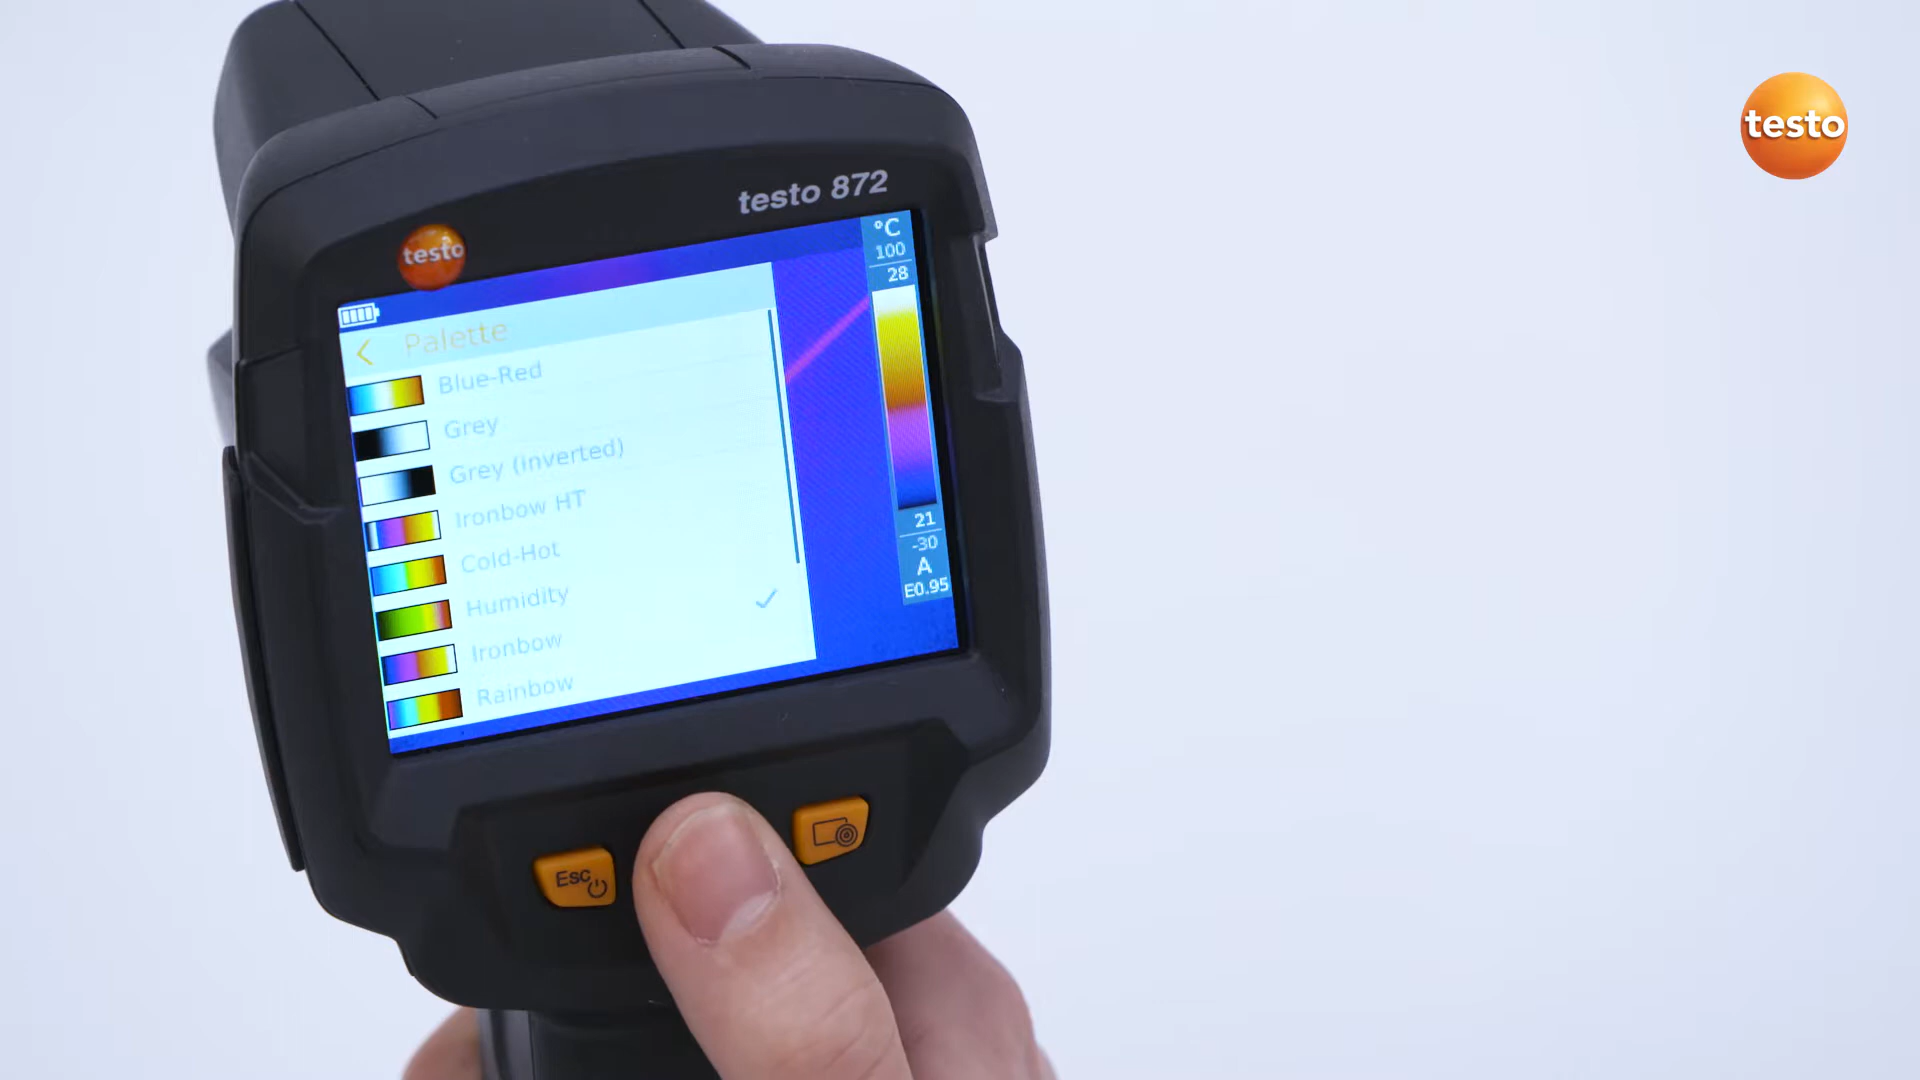 testo
testo 872
testo
°C
100
28
Palette
Blue-Red
Grey
Grey (inverted)
Ironbow HT
Cold-Hot
Humidity
Ironbow
Rainbow
21
-30
A
E0.95
Esc